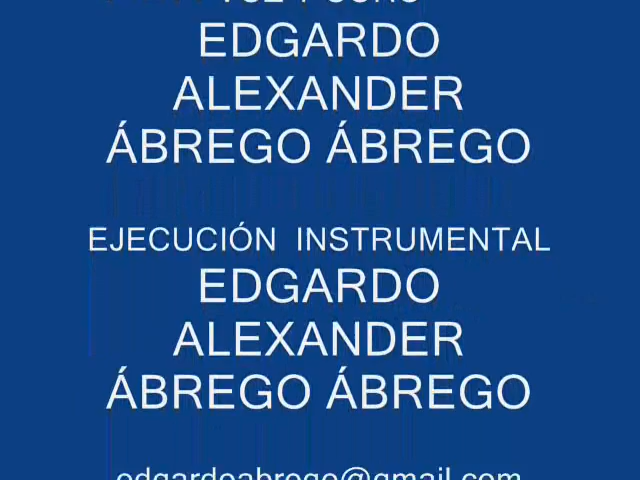 EDGARDO
ALEXANDER
ÁBREGO ÁBREGO
EJECUCIÓN INSTRUMENTAL
EDGARDO
ALEXANDER
ÁBREGO ÁBREGO
edgardoabrego@gmail.com